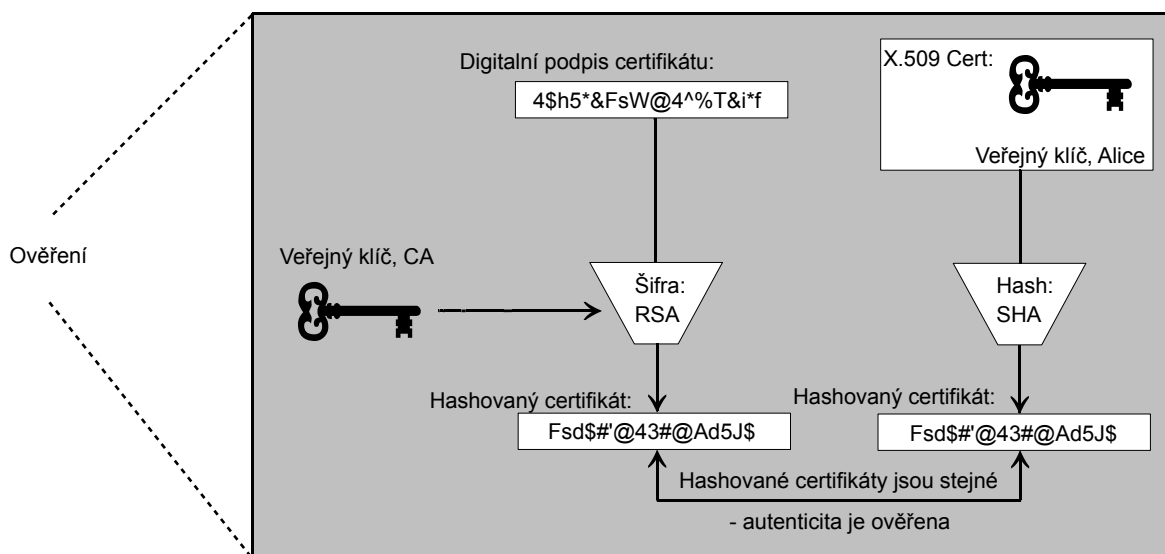 Digitalní podpis certifikátu:
4$h5*&FsW@4^%T&i*f
X.509 Cert:
Veřejný klíč, Alice
Ověření
Veřejný klíč, CA
Šifra:
RSA
Hash:
SHA
Hashovaný certifikát:
Fsd$#'@43#@Ad5J$
Hashovaný certifikát:
Fsd$#'@43#@Ad5J$
Hashované certifikáty jsou stejné
- autenticita je ověřena